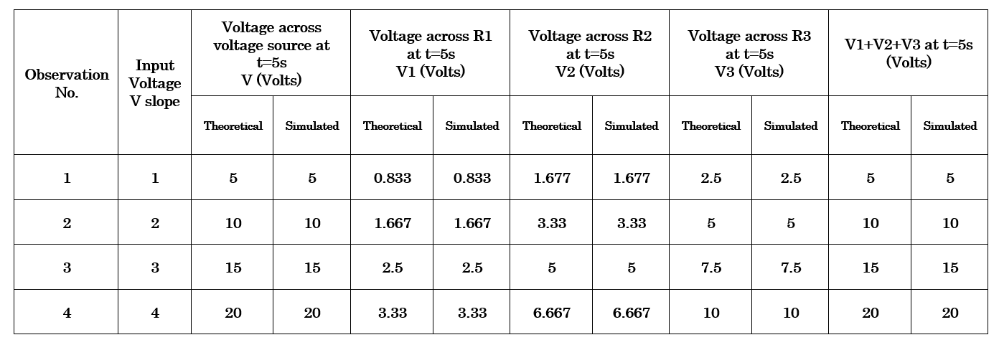 Observation
No.
Input
Voltage
V slope
Voltage across
voltage source at
t=5s
V (Volts)
Voltage across R1
at t=5s
V1 (Volts)
Voltage across R2
at t=5s
V2 (Volts)
Voltage across R3
at t=5s
V3 (Volts)
V1+V2+V3 at t=5s
(Volts)
Theoretical Simulated Theoretical Simulated Theoretical Simulated Theoretical Simulated Theoretical Simulated
1 1 5 5 0.833 0.833 1.677 1.677 2.5 2.5 5 5
2 2 10 10 1.667 1.667 3.33 3.33 5 5 10 10
3 3 15 15 2.5 2.5 5 5 7.5 7.5 15 15
4 4 20 20 3.33 3.33 6.667 6.667 10 10 20 20